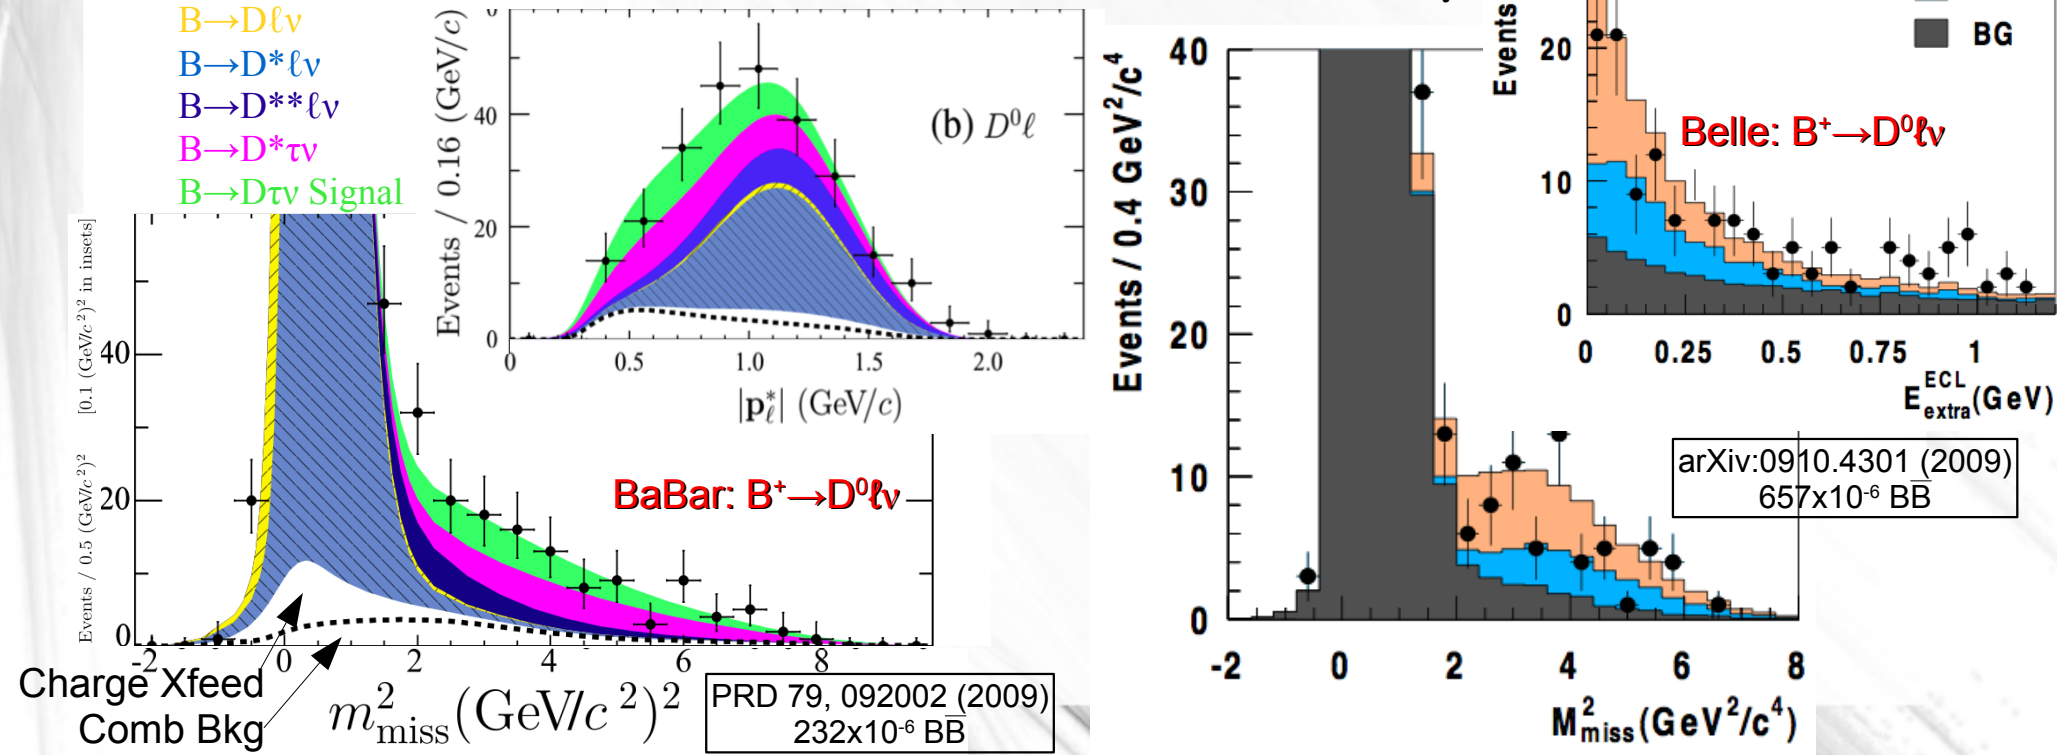 B→Dℓν
B→D*ℓν
B→D**ℓν
B→D*τν
B→Dτν Signal
Events / 0.16 (GeV/c)
0
20
40
(b) D⁰ℓ
0 0.5 1.0 1.5 2.0
|p*ℓ| (GeV/c)
Events / 0.5 (GeV/c²)² [0.1 (GeV/c²)² in insets]
40
20
0
BaBar: B⁺→D⁰ℓν
-2 0 2 4 6 8
m²miss(GeV/c²)²
Charge Xfeed
Comb Bkg
PRD 79, 092002 (2009)
232x10⁻⁶ BB̅
Events / 0.4 GeV²/c⁴
40
30
20
10
0
-2 0 2 4 6 8
M²miss(GeV²/c⁴)
Events
20
10
0
BG
Belle: B⁺→D⁰ℓν
0 0.25 0.5 0.75 1
E^ECL extra(GeV)
arXiv:0910.4301 (2009)
657x10⁻⁶ BB̅